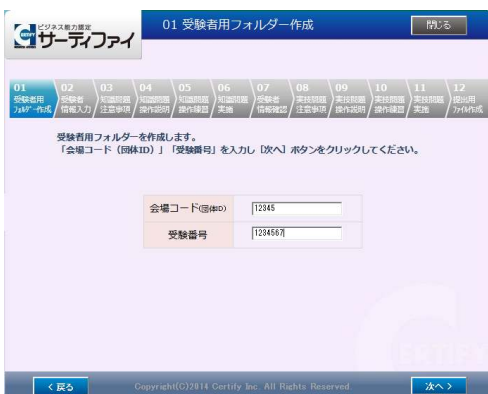 ビジネス能力認定
サーティファイ
01 受験者用フォルダー作成
閉じる
01 受験者用フォルダー作成
02 受験者情報入力
03 知識問題注意事項
04 知識問題操作説明
05 知識問題操作練習
06 知識問題実施
07 受験者情報確認
08 実技問題注意事項
09 実技問題操作説明
10 実技問題操作練習
11 実技問題実施
12 提出用ファイル作成
受験者用フォルダーを作成します。
「会場コード（団体ID）」「受験番号」を入力し［次へ］ボタンをクリックしてください。
会場コード(団体ID)
12345
受験番号
1234567
< 戻る
Copyright(C)2014 Certify Inc. All Rights Reserved.
次へ >